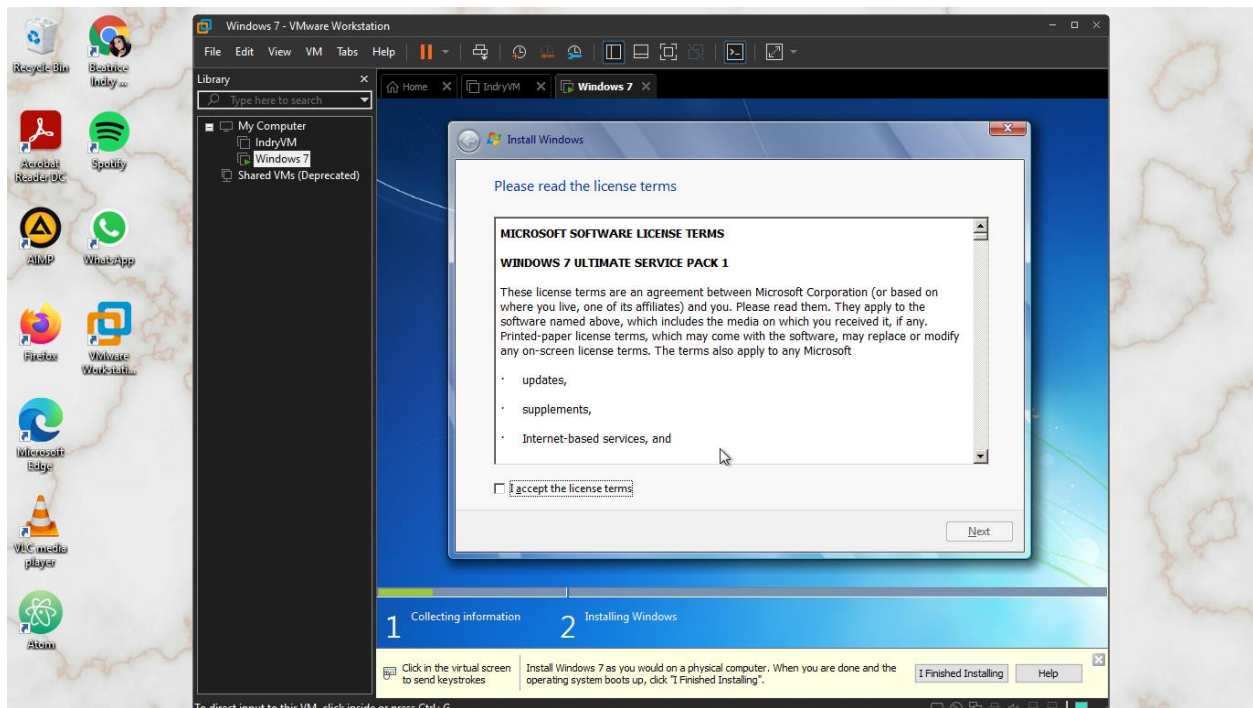 Recycle Bin
Beatrice
Indry ...
Acrobat
Reader DC
Spotify
AIMP
WhatsApp
Firefox
VMware
Workstati...
Microsoft
Edge
VLC media
player
Atom
Windows 7 - VMware Workstation
File Edit View VM Tabs Help
Library
Type here to search
My Computer
IndryVM
Windows 7
Shared VMs (Deprecated)
Home
IndryVM
Windows 7
Install Windows
Please read the license terms
MICROSOFT SOFTWARE LICENSE TERMS
WINDOWS 7 ULTIMATE SERVICE PACK 1
These license terms are an agreement between Microsoft Corporation (or based on
where you live, one of its affiliates) and you. Please read them. They apply to the
software named above, which includes the media on which you received it, if any.
Printed-paper license terms, which may come with the software, may replace or modify
any on-screen license terms. The terms also apply to any Microsoft
· updates,
· supplements,
· Internet-based services, and
I accept the license terms
Next
1 Collecting information
2 Installing Windows
Click in the virtual screen
to send keystrokes
Install Windows 7 as you would on a physical computer. When you are done and the
operating system boots up, click "I Finished Installing".
I Finished Installing
Help
To direct input to this VM, click inside or press Ctrl+G.